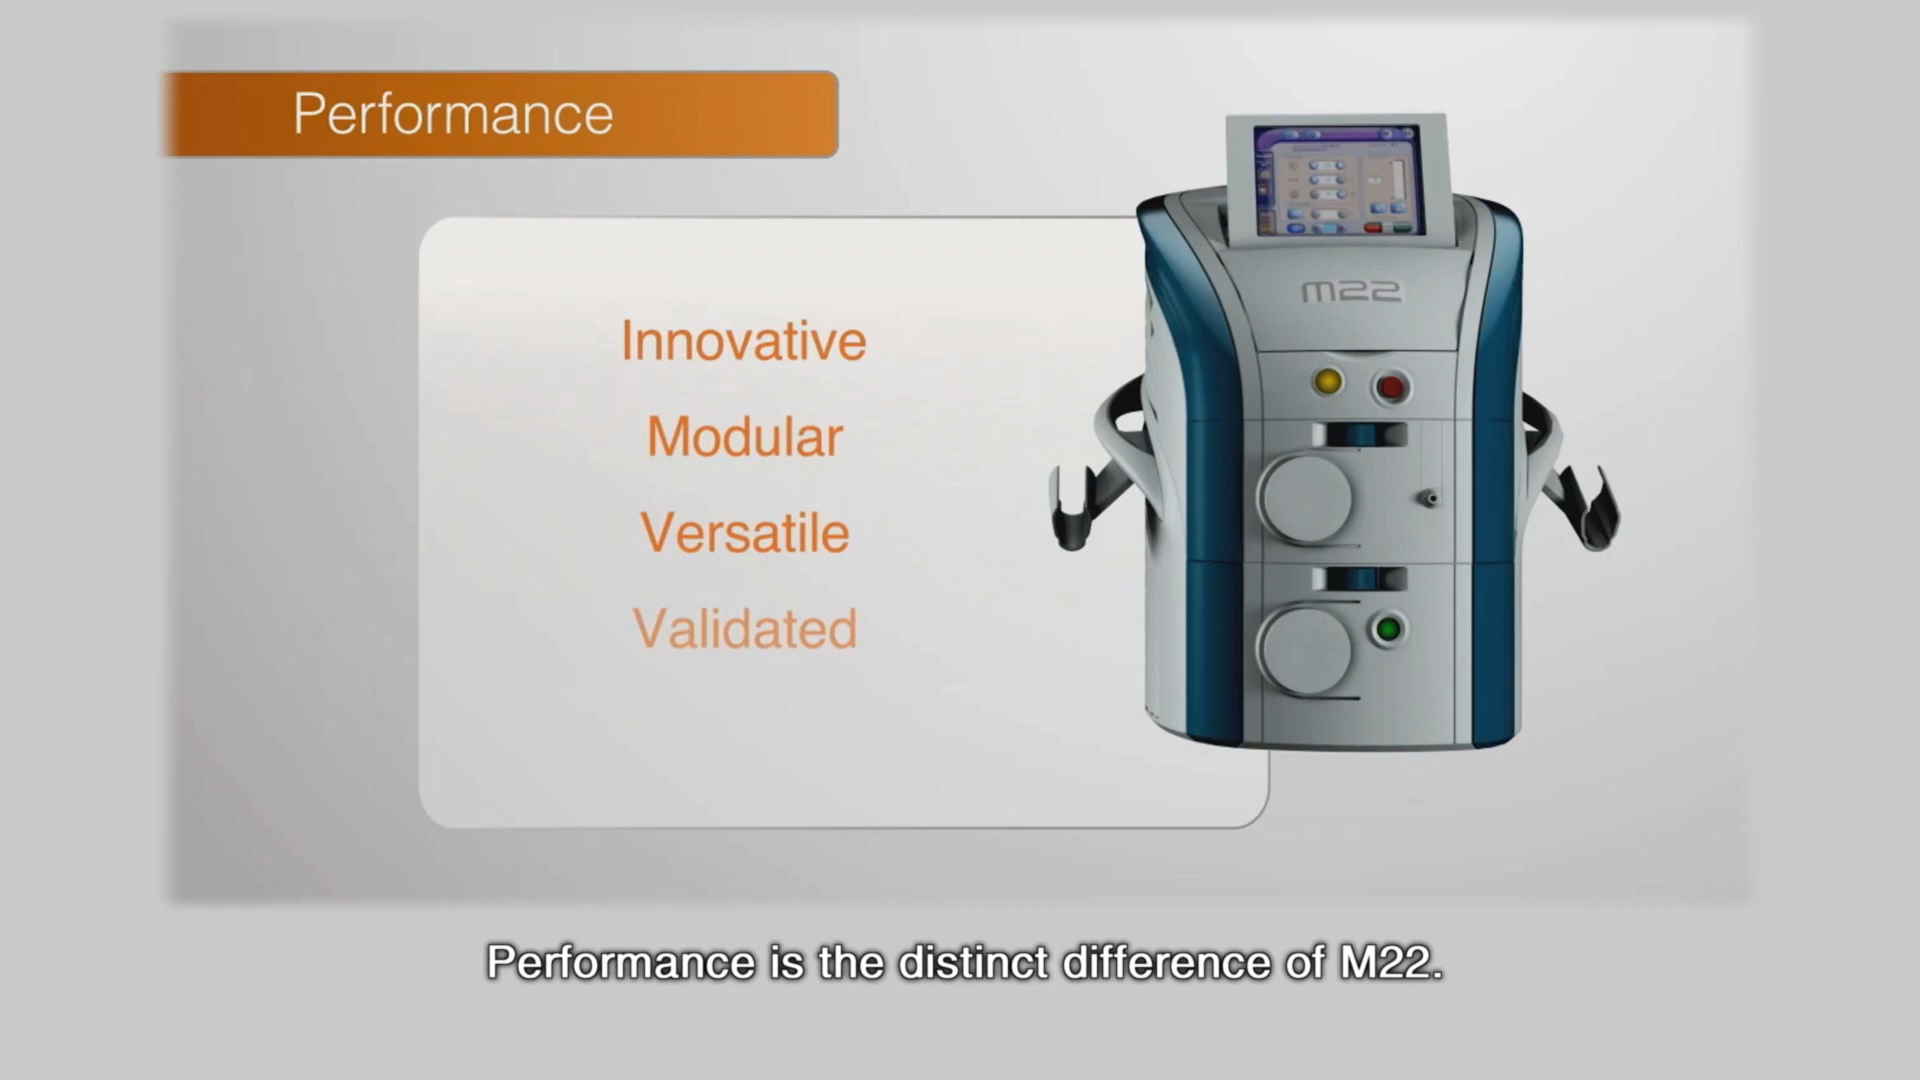 Performance
Innovative
Modular
Versatile
Validated
m22
Performance is the distinct difference of M22.